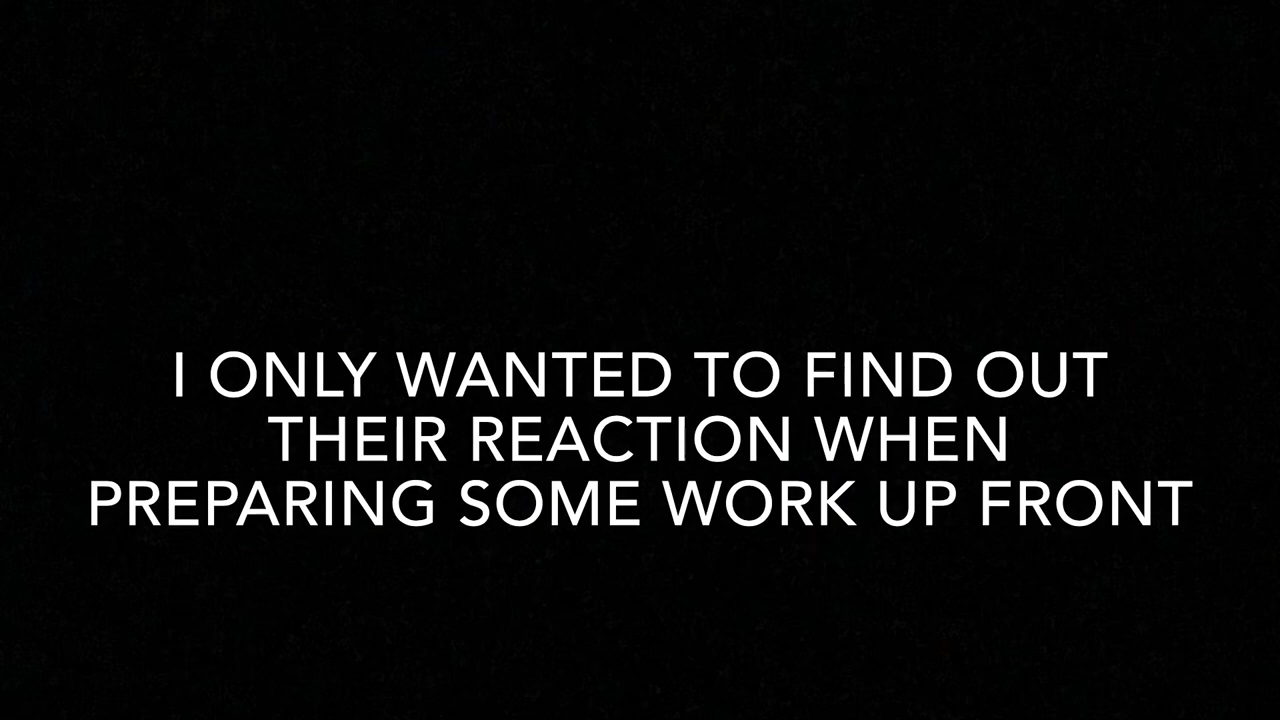 I ONLY WANTED TO FIND OUT
THEIR REACTION WHEN
PREPARING SOME WORK UP FRONT